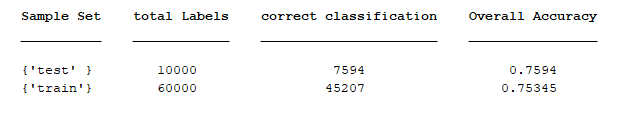 Sample Set total Labels correct classification Overall Accuracy
{'test' } 10000 7594 0.7594
{'train'} 60000 45207 0.75345